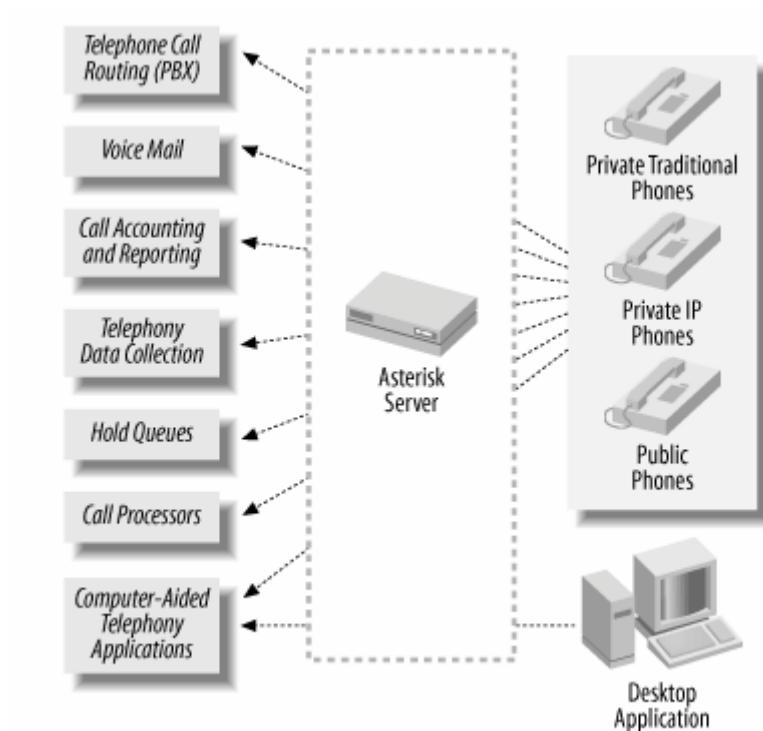 Telephone Call
Routing (PBX)
Voice Mail
Call Accounting
and Reporting
Telephony
Data Collection
Hold Queues
Call Processors
Computer-Aided
Telephony
Applications
Asterisk
Server
Private Traditional
Phones
Private IP
Phones
Public
Phones
Desktop
Application